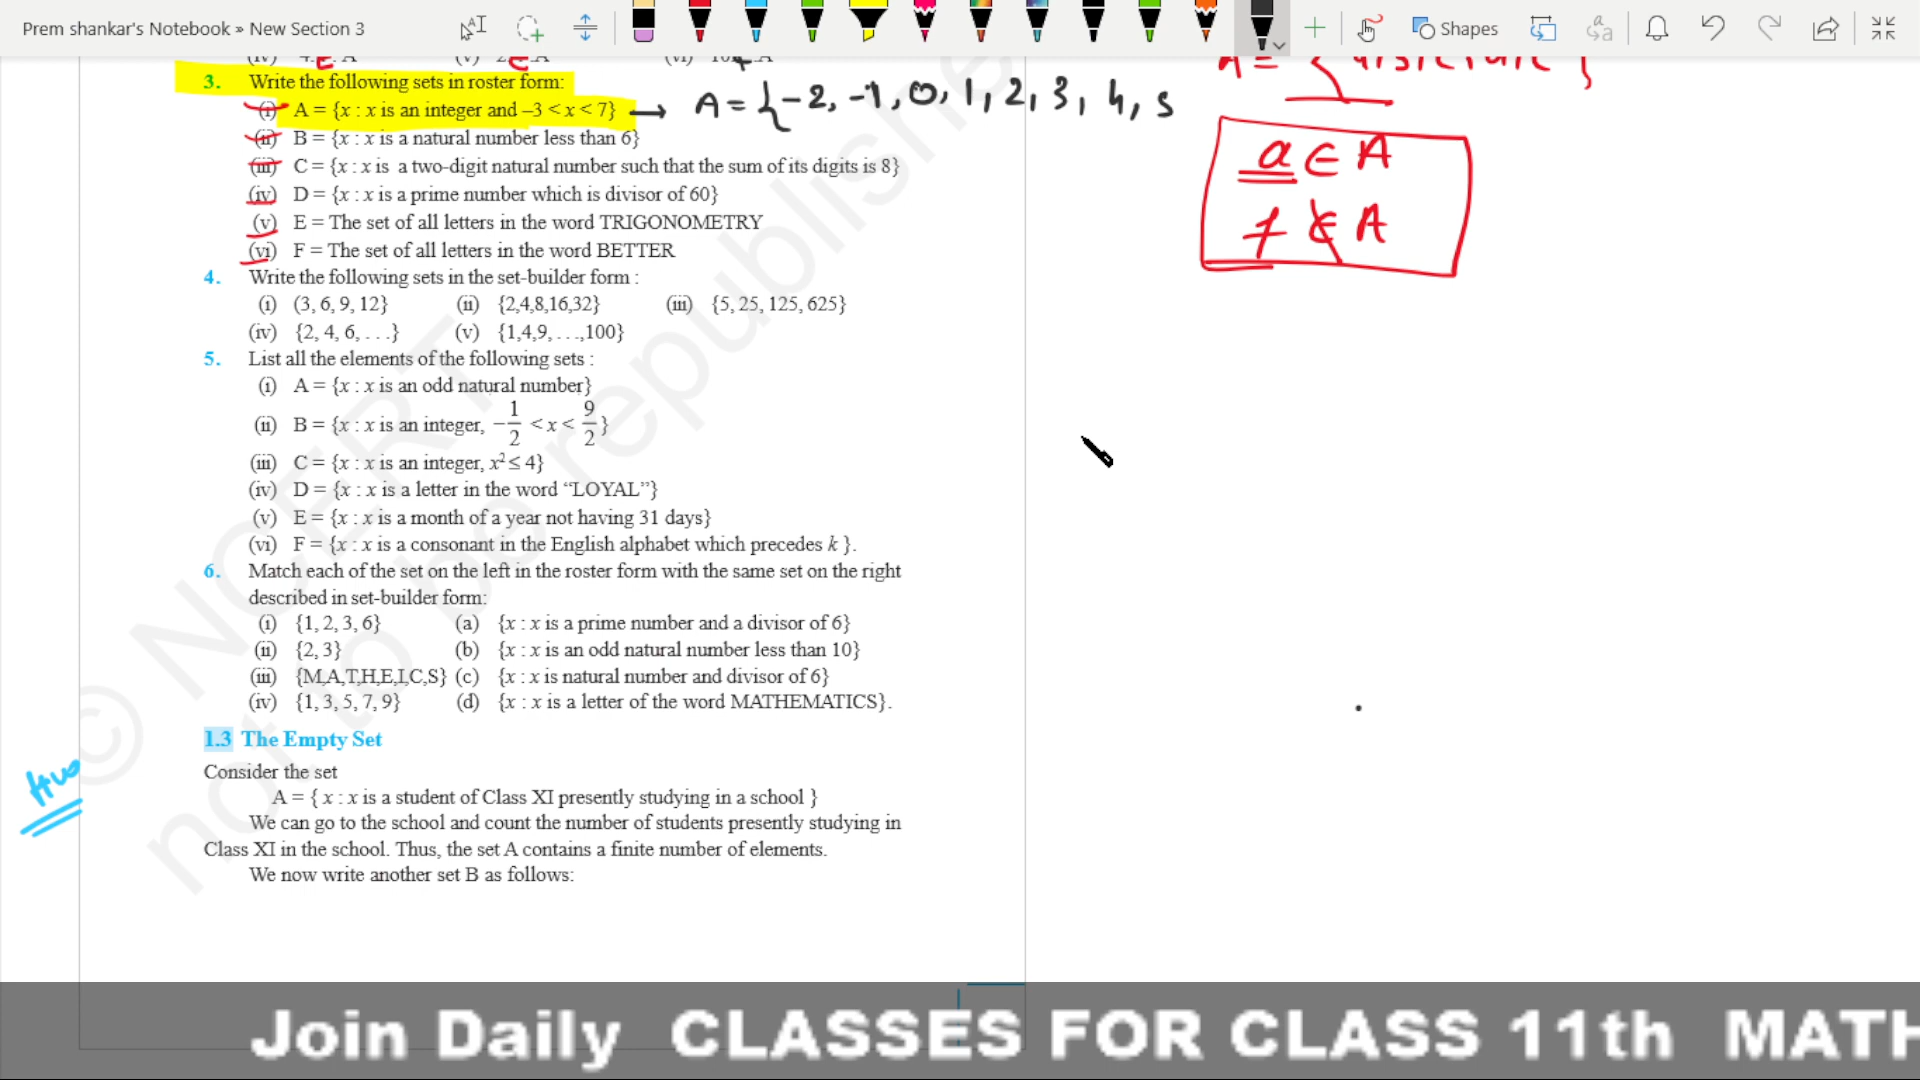 Prem shankar's Notebook » New Section 3
Shapes
3. Write the following sets in roster form:
(i) A = {x : x is an integer and –3 < x < 7} → A = {-2, -1, 0, 1, 2, 3, 4, 5
(ii) B = {x : x is a natural number less than 6}
(iii) C = {x : x is a two-digit natural number such that the sum of its digits is 8}
(iv) D = {x : x is a prime number which is divisor of 60}
(v) E = The set of all letters in the word TRIGONOMETRY
(vi) F = The set of all letters in the word BETTER
a ∈ A
f ∉ A
4. Write the following sets in the set-builder form :
(i) (3, 6, 9, 12} (ii) {2,4,8,16,32} (iii) {5, 25, 125, 625}
(iv) {2, 4, 6, . . .} (v) {1,4,9, . . .,100}
5. List all the elements of the following sets :
(i) A = {x : x is an odd natural number}
(ii) B = {x : x is an integer, –1/2 < x < 9/2}
(iii) C = {x : x is an integer, x² ≤ 4}
(iv) D = {x : x is a letter in the word “LOYAL”}
(v) E = {x : x is a month of a year not having 31 days}
(vi) F = {x : x is a consonant in the English alphabet which precedes k }.
6. Match each of the set on the left in the roster form with the same set on the right
described in set-builder form:
(i) {1, 2, 3, 6} (a) {x : x is a prime number and a divisor of 6}
(ii) {2, 3} (b) {x : x is an odd natural number less than 10}
(iii) {M,A,T,H,E,I,C,S} (c) {x : x is natural number and divisor of 6}
(iv) {1, 3, 5, 7, 9} (d) {x : x is a letter of the word MATHEMATICS}.
1.3 The Empty Set
Consider the set
A = { x : x is a student of Class XI presently studying in a school }
We can go to the school and count the number of students presently studying in
Class XI in the school. Thus, the set A contains a finite number of elements.
We now write another set B as follows:
© NCERT
not to be republished
Join Daily CLASSES FOR CLASS 11th MATH